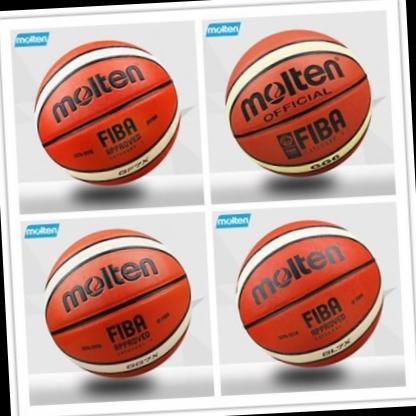 molten
molten
FIBA
APPROVED
GF7X
molten
molten
OFFICIAL
FIBA
GG6
molten
molten
FIBA
APPROVED
GG7X
molten
molten
FIBA
APPROVED
GL7X